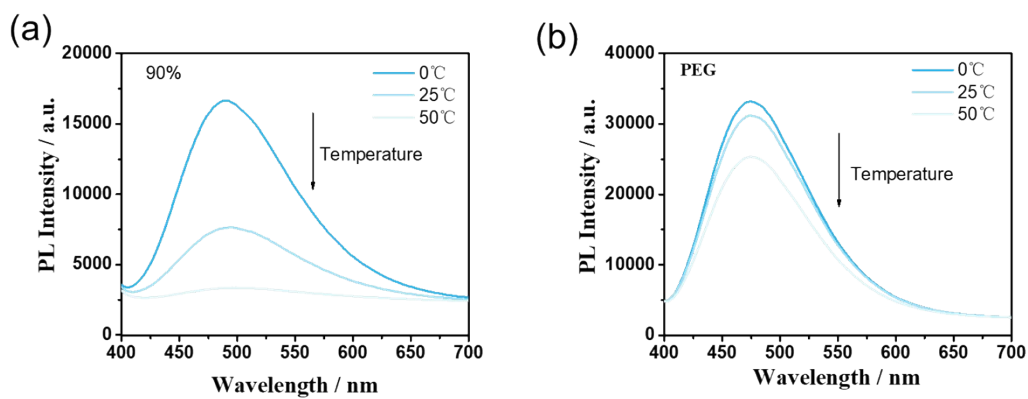 (a)
20000
15000
10000
5000
0
400 450 500 550 600 650 700
PL Intensity / a.u.
Wavelength / nm
90%
0℃
25℃
50℃
Temperature
(b)
40000
30000
20000
10000
0
400 450 500 550 600 650 700
PL Intensity / a.u.
Wavelength / nm
PEG
0℃
25℃
50℃
Temperature